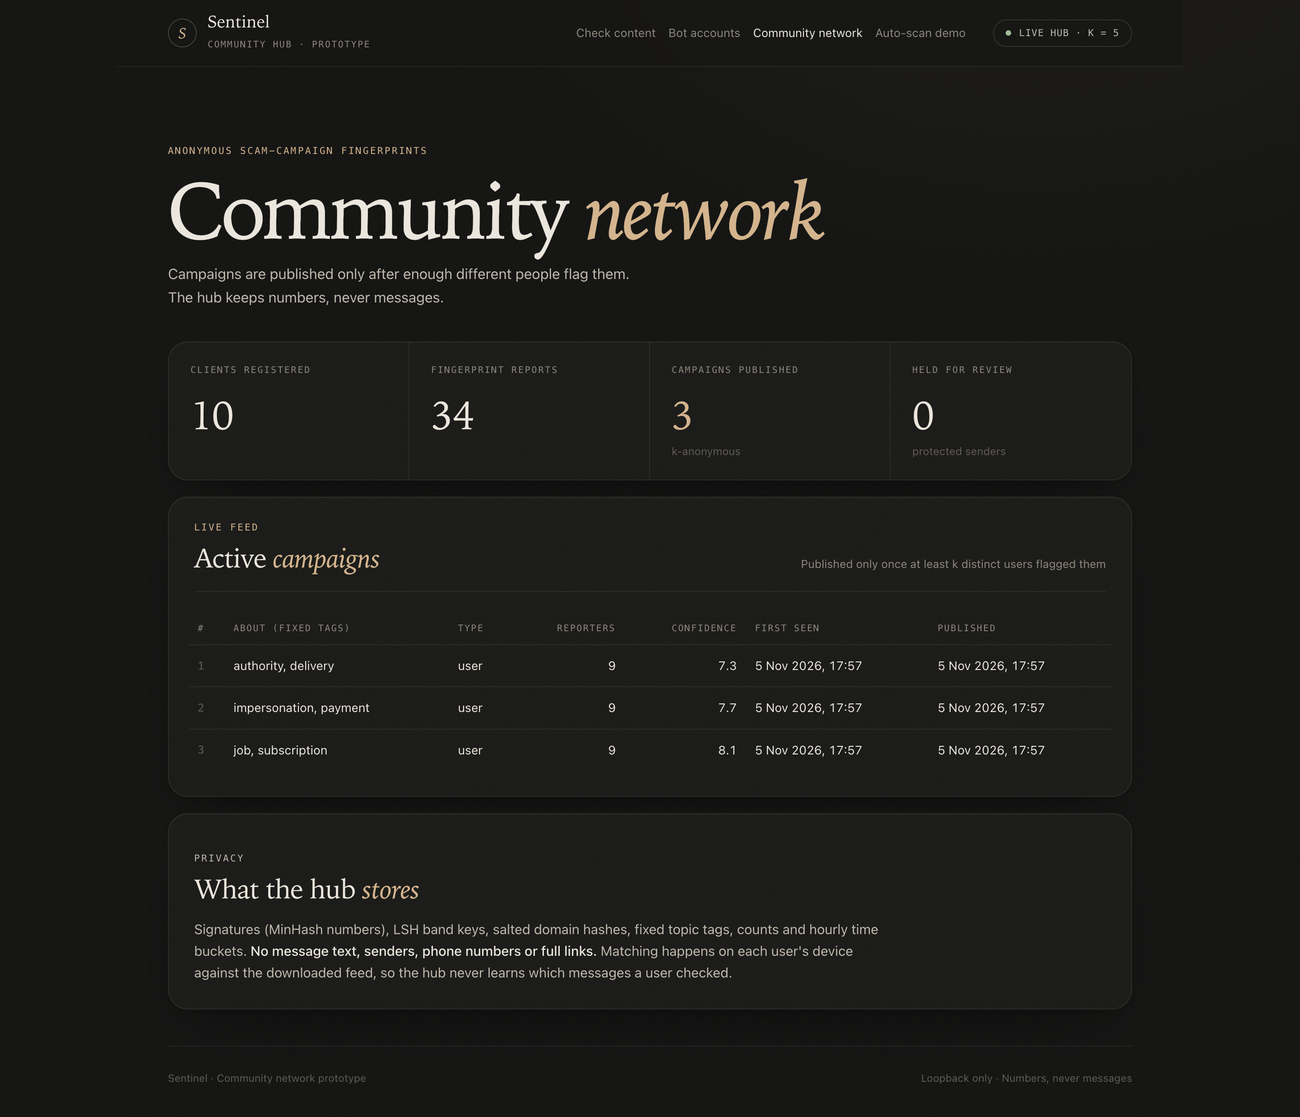 S
Sentinel
COMMUNITY HUB · PROTOTYPE
Check content Bot accounts Community network Auto-scan demo
LIVE HUB · K = 5
ANONYMOUS SCAM-CAMPAIGN FINGERPRINTS
Community network
Campaigns are published only after enough different people flag them.
The hub keeps numbers, never messages.
CLIENTS REGISTERED FINGERPRINT REPORTS CAMPAIGNS PUBLISHED HELD FOR REVIEW
10 34 3 0
k-anonymous protected senders
LIVE FEED
Active campaigns
Published only once at least k distinct users flagged them
# ABOUT (FIXED TAGS) TYPE REPORTERS CONFIDENCE FIRST SEEN PUBLISHED
1 authority, delivery user 9 7.3 5 Nov 2026, 17:57 5 Nov 2026, 17:57
2 impersonation, payment user 9 7.7 5 Nov 2026, 17:57 5 Nov 2026, 17:57
3 job, subscription user 9 8.1 5 Nov 2026, 17:57 5 Nov 2026, 17:57
PRIVACY
What the hub stores
Signatures (MinHash numbers), LSH band keys, salted domain hashes, fixed topic tags, counts and hourly time
buckets. No message text, senders, phone numbers or full links. Matching happens on each user's device
against the downloaded feed, so the hub never learns which messages a user checked.
Sentinel · Community network prototype
Loopback only · Numbers, never messages